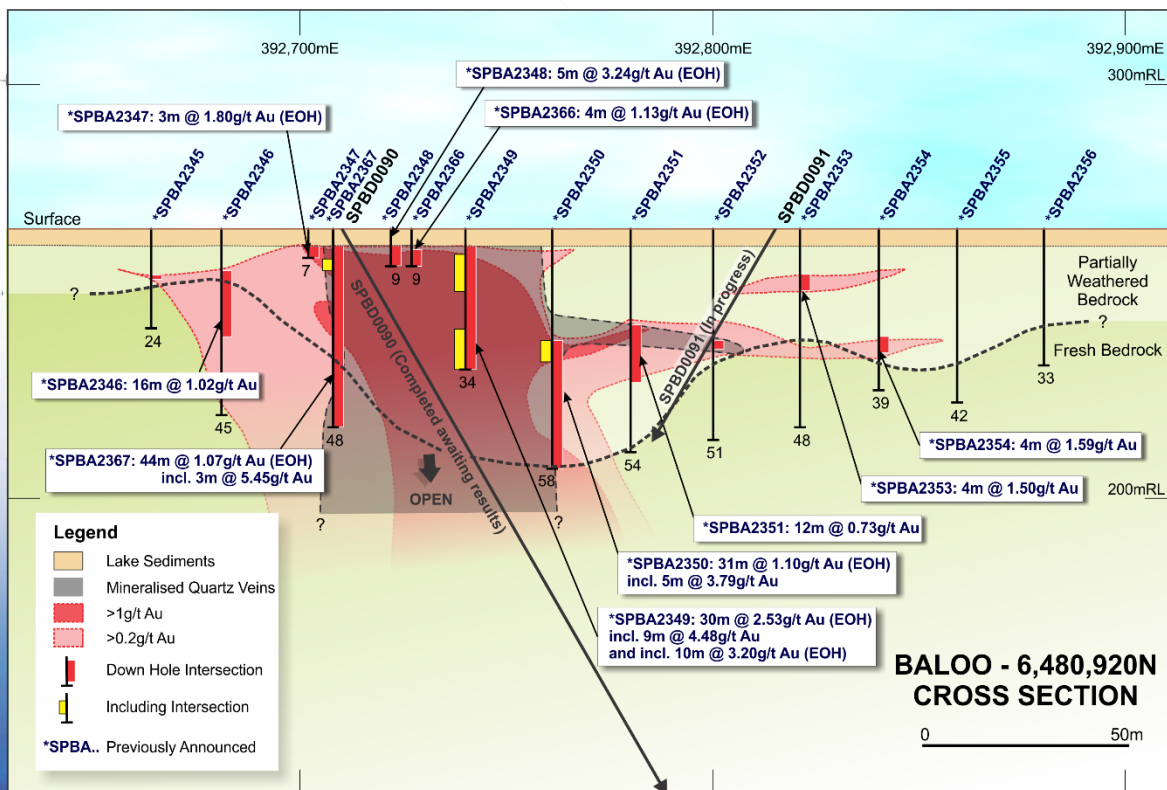 392,700mE
392,800mE
392,900mE
300mRL
*SPBA2348: 5m @ 3.24g/t Au (EOH)
*SPBA2366: 4m @ 1.13g/t Au (EOH)
*SPBA2347: 3m @ 1.80g/t Au (EOH)
*SPBA2345
*SPBA2346
*SPBA2347
*SPBA2367
SPBD0090
*SPBA2348
*SPBA2366
*SPBA2349
*SPBA2350
*SPBA2351
*SPBA2352
SPBD0091
*SPBA2353
*SPBA2354
*SPBA2355
*SPBA2356
Surface
Partially
Weathered
Bedrock
?
?
Fresh Bedrock
7
9
9
24
34
33
39
42
45
48
48
51
54
58
SPBD0090 (Completed awaiting results)
SPBD0091 (In progress)
OPEN
?
?
*SPBA2346: 16m @ 1.02g/t Au
*SPBA2367: 44m @ 1.07g/t Au (EOH)
incl. 3m @ 5.45g/t Au
*SPBA2354: 4m @ 1.59g/t Au
*SPBA2353: 4m @ 1.50g/t Au
200mRL
*SPBA2351: 12m @ 0.73g/t Au
*SPBA2350: 31m @ 1.10g/t Au (EOH)
incl. 5m @ 3.79g/t Au
*SPBA2349: 30m @ 2.53g/t Au (EOH)
incl. 9m @ 4.48g/t Au
and incl. 10m @ 3.20g/t Au (EOH)
Legend
Lake Sediments
Mineralised Quartz Veins
>1g/t Au
>0.2g/t Au
Down Hole Intersection
Including Intersection
*SPBA.. Previously Announced
BALOO - 6,480,920N
CROSS SECTION
0 50m